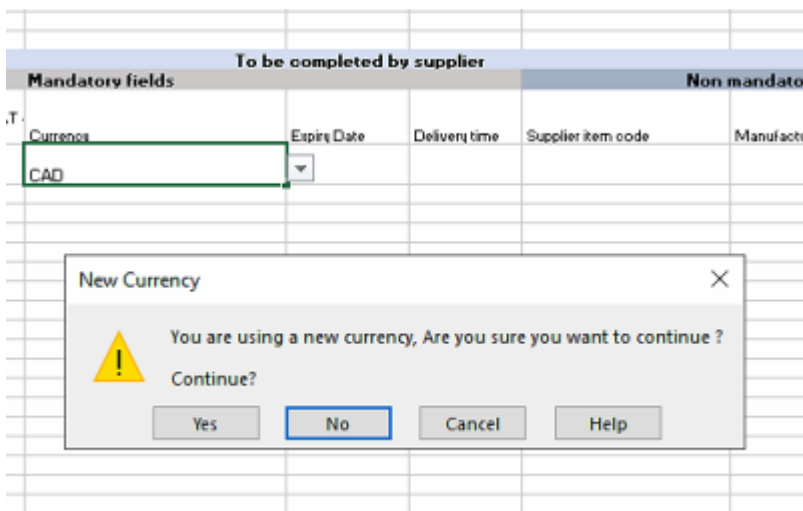 To be completed by supplier
Mandatory fields Non mandato
Currency Expiry Date Delivery time Supplier item code Manufact
CAD
New Currency
You are using a new currency, Are you sure you want to continue ?
Continue?
Yes No Cancel Help